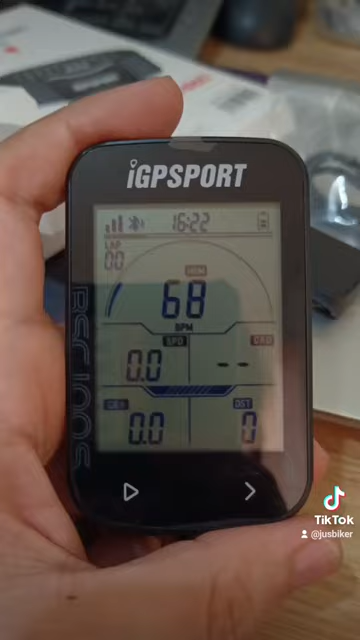 iGPSPORT
16:22
LAP
00
HRM
68
BPM
SPD
CAD
0.0
--
DST
0.0
0
BSC100S
TikTok
@jusbiker